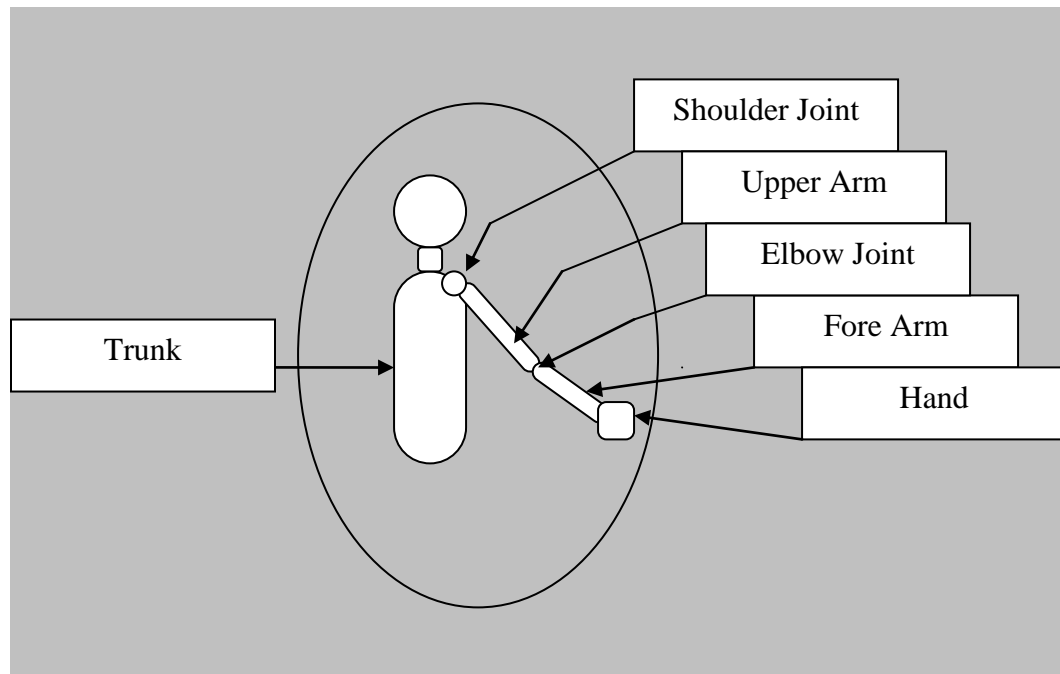 Shoulder Joint
Upper Arm
Elbow Joint
Fore Arm
Trunk
Hand